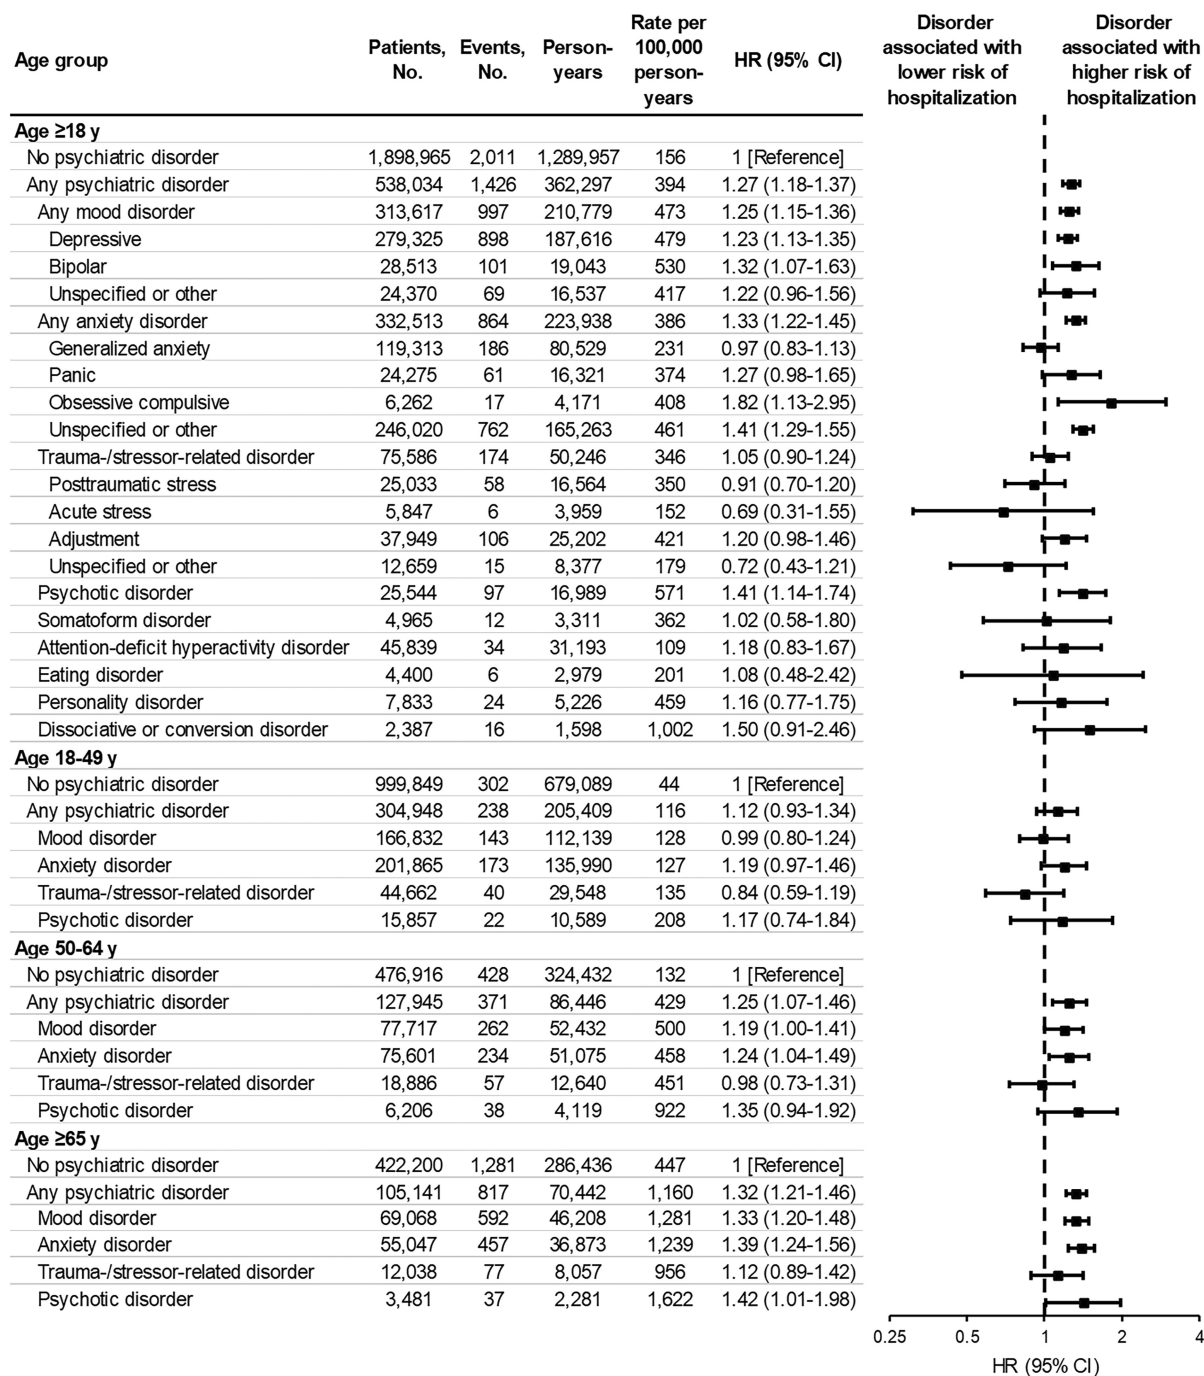 Age group Patients, No. Events, No. Person-years Rate per 100,000 person-years HR (95% CI) Disorder associated with lower risk of hospitalization Disorder associated with higher risk of hospitalization
Age ≥18 y
No psychiatric disorder 1,898,965 2,011 1,289,957 156 1 [Reference]
Any psychiatric disorder 538,034 1,426 362,297 394 1.27 (1.18-1.37)
Any mood disorder 313,617 997 210,779 473 1.25 (1.15-1.36)
Depressive 279,325 898 187,616 479 1.23 (1.13-1.35)
Bipolar 28,513 101 19,043 530 1.32 (1.07-1.63)
Unspecified or other 24,370 69 16,537 417 1.22 (0.96-1.56)
Any anxiety disorder 332,513 864 223,938 386 1.33 (1.22-1.45)
Generalized anxiety 119,313 186 80,529 231 0.97 (0.83-1.13)
Panic 24,275 61 16,321 374 1.27 (0.98-1.65)
Obsessive compulsive 6,262 17 4,171 408 1.82 (1.13-2.95)
Unspecified or other 246,020 762 165,263 461 1.41 (1.29-1.55)
Trauma-/stressor-related disorder 75,586 174 50,246 346 1.05 (0.90-1.24)
Posttraumatic stress 25,033 58 16,564 350 0.91 (0.70-1.20)
Acute stress 5,847 6 3,959 152 0.69 (0.31-1.55)
Adjustment 37,949 106 25,202 421 1.20 (0.98-1.46)
Unspecified or other 12,659 15 8,377 179 0.72 (0.43-1.21)
Psychotic disorder 25,544 97 16,989 571 1.41 (1.14-1.74)
Somatoform disorder 4,965 12 3,311 362 1.02 (0.58-1.80)
Attention-deficit hyperactivity disorder 45,839 34 31,193 109 1.18 (0.83-1.67)
Eating disorder 4,400 6 2,979 201 1.08 (0.48-2.42)
Personality disorder 7,833 24 5,226 459 1.16 (0.77-1.75)
Dissociative or conversion disorder 2,387 16 1,598 1,002 1.50 (0.91-2.46)
Age 18-49 y
No psychiatric disorder 999,849 302 679,089 44 1 [Reference]
Any psychiatric disorder 304,948 238 205,409 116 1.12 (0.93-1.34)
Mood disorder 166,832 143 112,139 128 0.99 (0.80-1.24)
Anxiety disorder 201,865 173 135,990 127 1.19 (0.97-1.46)
Trauma-/stressor-related disorder 44,662 40 29,548 135 0.84 (0.59-1.19)
Psychotic disorder 15,857 22 10,589 208 1.17 (0.74-1.84)
Age 50-64 y
No psychiatric disorder 476,916 428 324,432 132 1 [Reference]
Any psychiatric disorder 127,945 371 86,446 429 1.25 (1.07-1.46)
Mood disorder 77,717 262 52,432 500 1.19 (1.00-1.41)
Anxiety disorder 75,601 234 51,075 458 1.24 (1.04-1.49)
Trauma-/stressor-related disorder 18,886 57 12,640 451 0.98 (0.73-1.31)
Psychotic disorder 6,206 38 4,119 922 1.35 (0.94-1.92)
Age ≥65 y
No psychiatric disorder 422,200 1,281 286,436 447 1 [Reference]
Any psychiatric disorder 105,141 817 70,442 1,160 1.32 (1.21-1.46)
Mood disorder 69,068 592 46,208 1,281 1.33 (1.20-1.48)
Anxiety disorder 55,047 457 36,873 1,239 1.39 (1.24-1.56)
Trauma-/stressor-related disorder 12,038 77 8,057 956 1.12 (0.89-1.42)
Psychotic disorder 3,481 37 2,281 1,622 1.42 (1.01-1.98)
0.25 0.5 1 2 4
HR (95% CI)